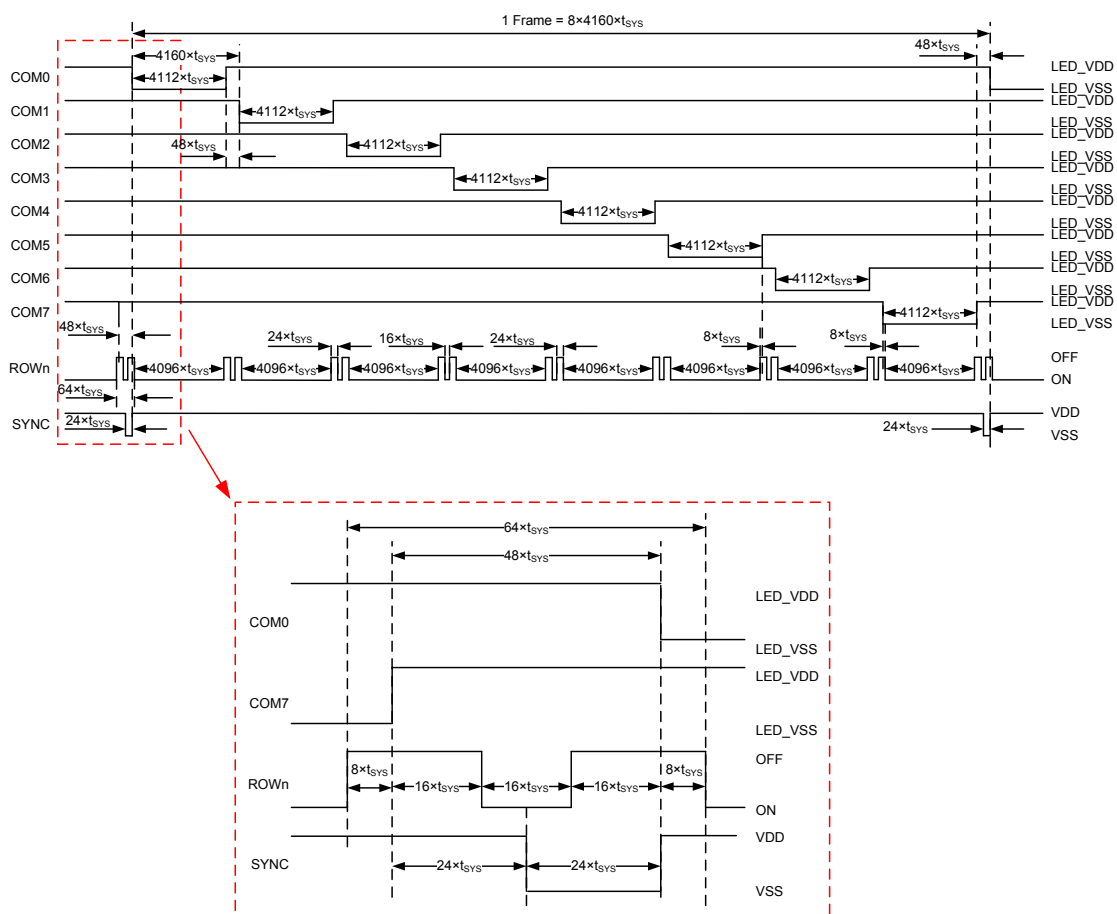 1 Frame = 8×4160×tSYS
4160×tSYS
48×tSYS
COM0
4112×tSYS
LED_VDD
LED_VSS
COM1
4112×tSYS
LED_VDD
LED_VSS
COM2
4112×tSYS
LED_VDD
48×tSYS
LED_VSS
COM3
4112×tSYS
LED_VDD
LED_VSS
COM4
4112×tSYS
LED_VDD
LED_VSS
COM5
4112×tSYS
LED_VDD
LED_VSS
COM6
4112×tSYS
LED_VDD
LED_VSS
COM7
4112×tSYS
LED_VDD
LED_VSS
48×tSYS
24×tSYS
16×tSYS
24×tSYS
8×tSYS
8×tSYS
ROWn
4096×tSYS
4096×tSYS
4096×tSYS
4096×tSYS
4096×tSYS
4096×tSYS
4096×tSYS
4096×tSYS
OFF
ON
64×tSYS
SYNC
24×tSYS
24×tSYS
VDD
VSS
64×tSYS
48×tSYS
COM0
LED_VDD
LED_VSS
COM7
LED_VDD
LED_VSS
ROWn
8×tSYS
16×tSYS
16×tSYS
16×tSYS
8×tSYS
OFF
ON
SYNC
24×tSYS
24×tSYS
VDD
VSS